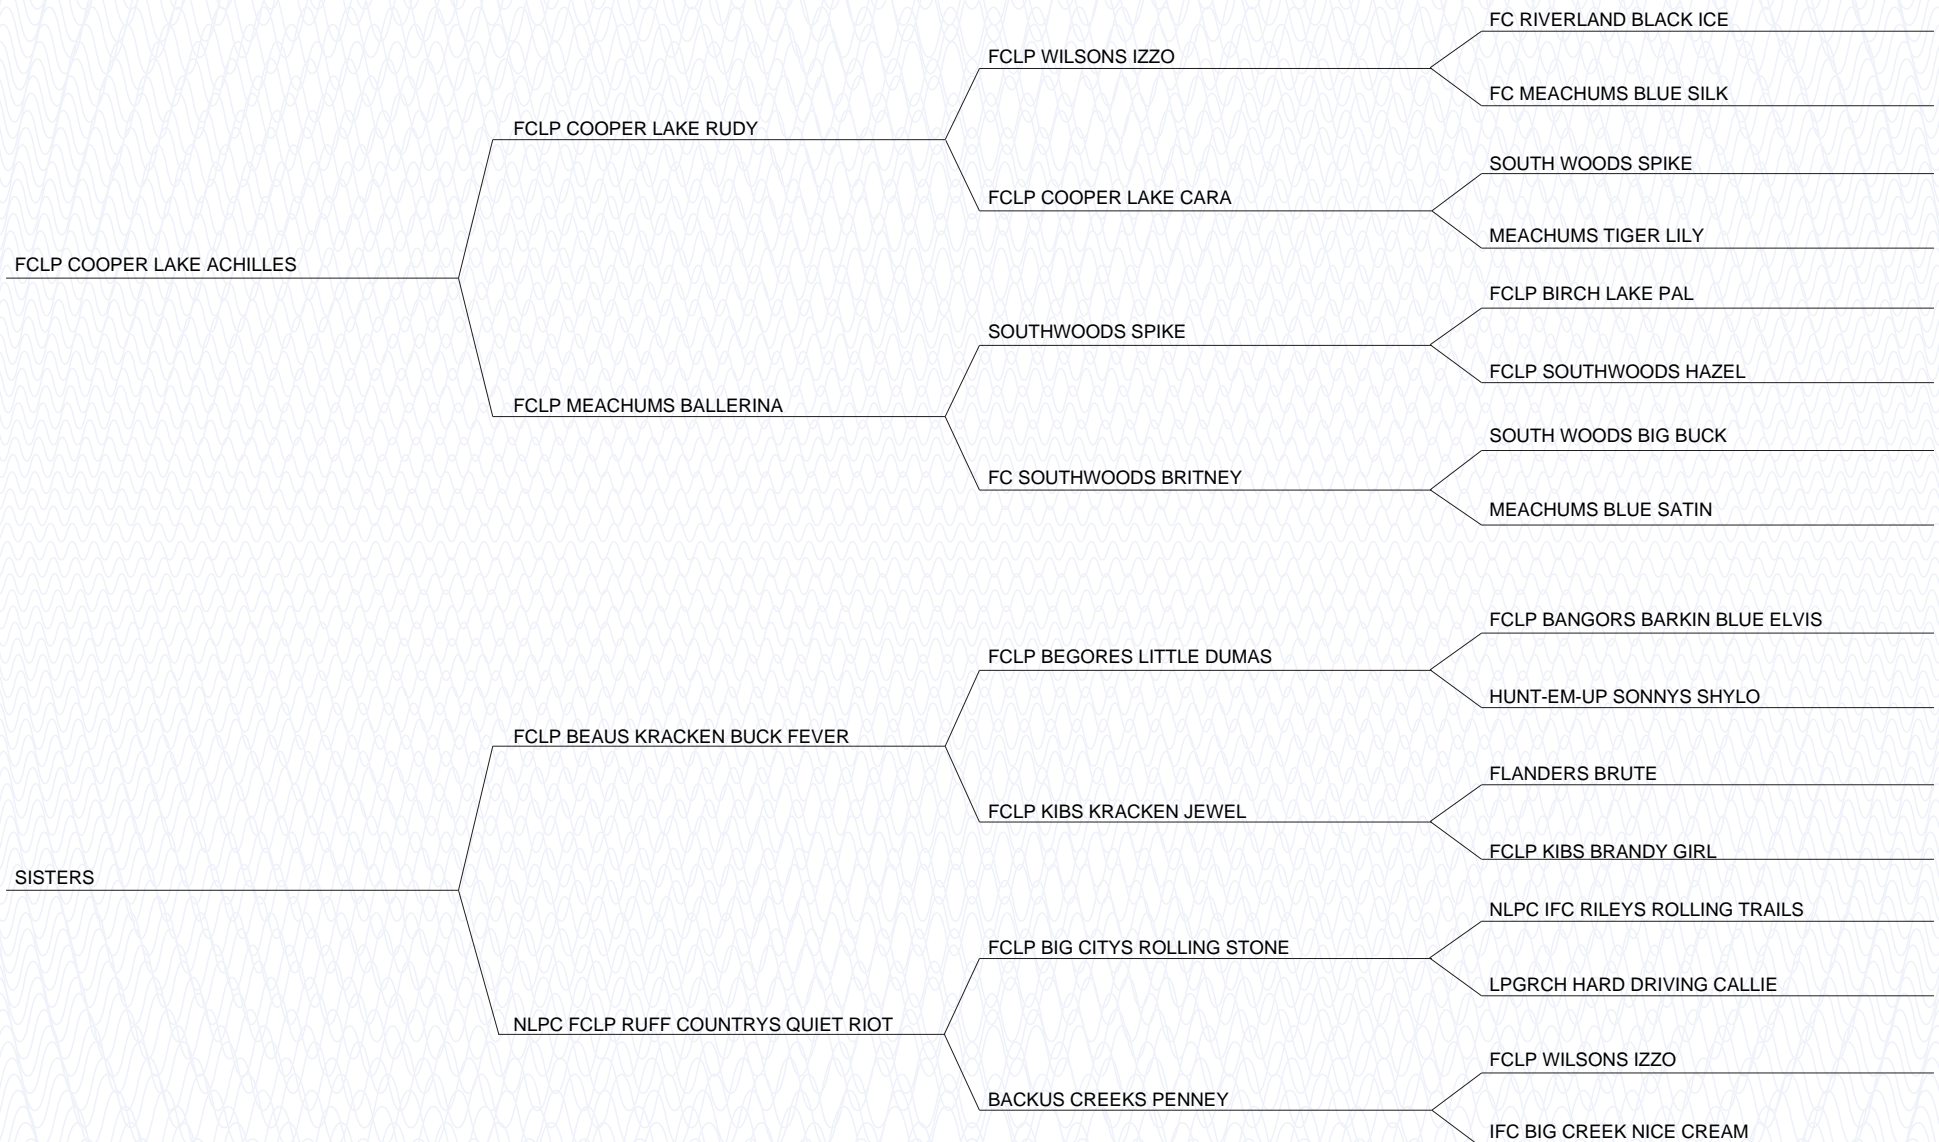 FC RIVERLAND BLACK ICE
FCLP WILSONS IZZO
FC MEACHUMS BLUE SILK
FCLP COOPER LAKE RUDY
SOUTH WOODS SPIKE
FCLP COOPER LAKE CARA
MEACHUMS TIGER LILY
FCLP COOPER LAKE ACHILLES
FCLP BIRCH LAKE PAL
SOUTHWOODS SPIKE
FCLP SOUTHWOODS HAZEL
FCLP MEACHUMS BALLERINA
SOUTH WOODS BIG BUCK
FC SOUTHWOODS BRITNEY
MEACHUMS BLUE SATIN
FCLP BANGORS BARKIN BLUE ELVIS
FCLP BEGORES LITTLE DUMAS
HUNT-EM-UP SONNYS SHYLO
FCLP BEAUS KRACKEN BUCK FEVER
FLANDERS BRUTE
FCLP KIBS KRACKEN JEWEL
FCLP KIBS BRANDY GIRL
SISTERS
NLPC IFC RILEYS ROLLING TRAILS
FCLP BIG CITYS ROLLING STONE
LPGRCH HARD DRIVING CALLIE
NLPC FCLP RUFF COUNTRYS QUIET RIOT
FCLP WILSONS IZZO
BACKUS CREEKS PENNEY
IFC BIG CREEK NICE CREAM